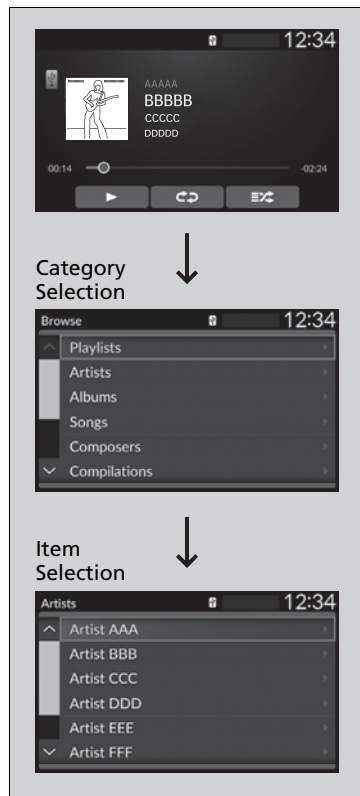 12:34
AAAAA
BBBBB
CCCCC
DDDDD
00:14
-02:24
Category
Selection
Browse
12:34
Playlists
Artists
Albums
Songs
Composers
Compilations
Item
Selection
Artists
12:34
Artist AAA
Artist BBB
Artist CCC
Artist DDD
Artist EEE
Artist FFF